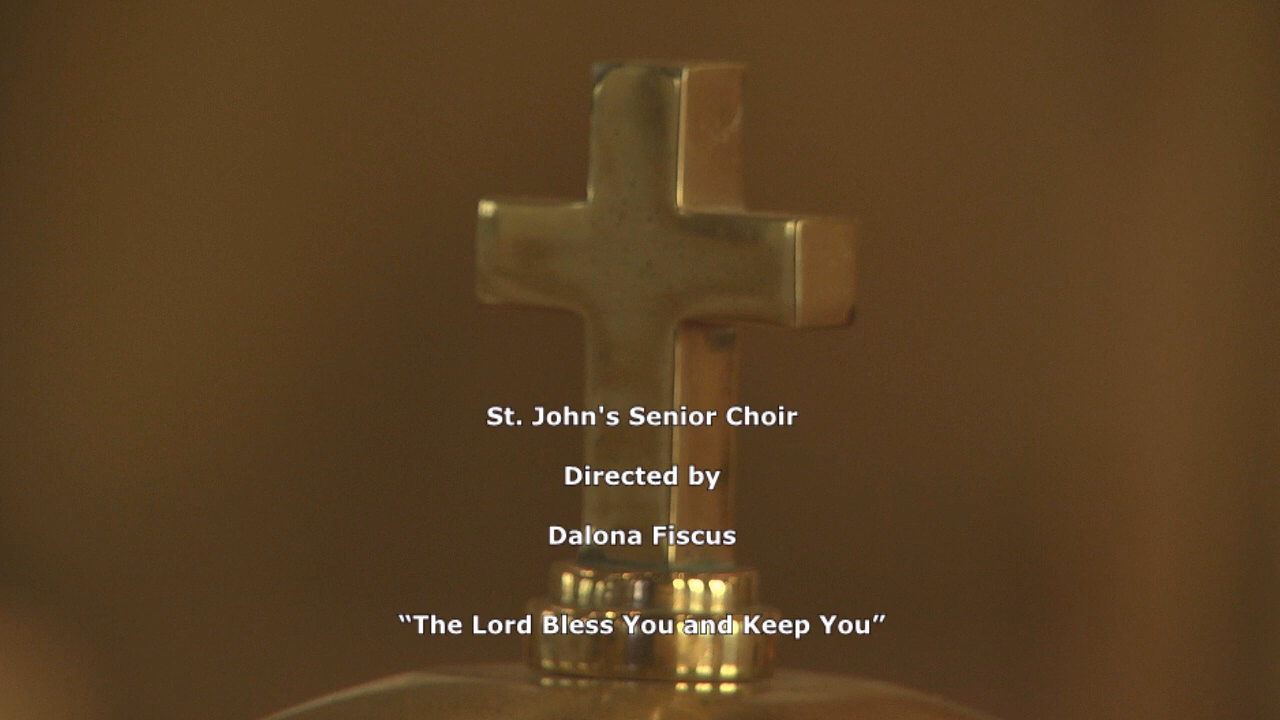 St. John's Senior Choir
Directed by
Dalona Fiscus
“The Lord Bless You and Keep You”